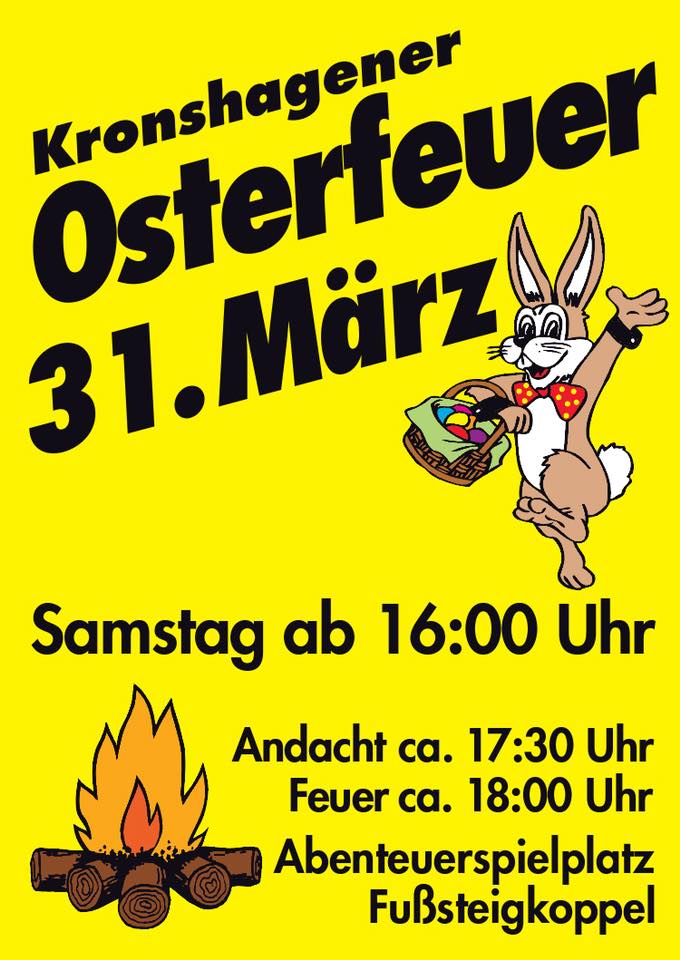 Kronshagener
Osterfeuer
31. März
Samstag ab 16:00 Uhr
Andacht ca. 17:30 Uhr
Feuer ca. 18:00 Uhr
Abenteuerspielplatz
Fußsteigkoppel